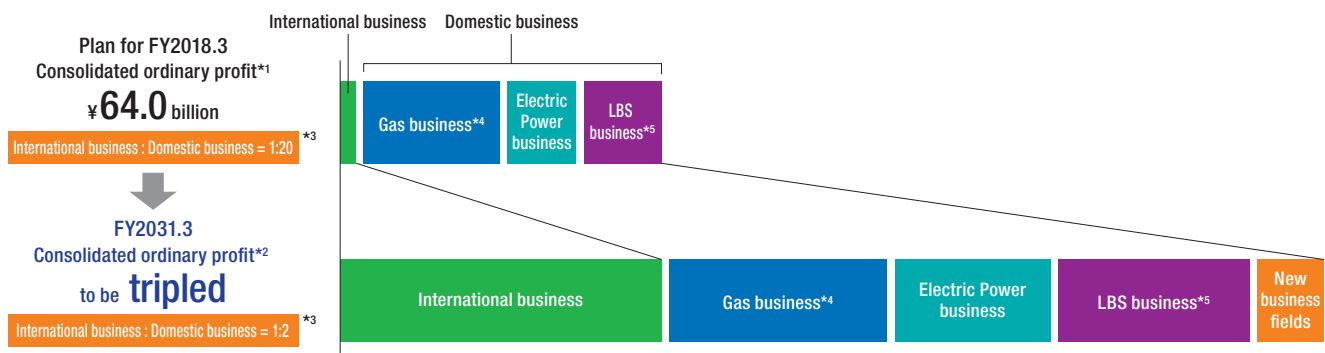 International business
Domestic business
Plan for FY2018.3
Consolidated ordinary profit*1
¥64.0 billion
International business : Domestic business = 1:20
*3
Gas business*4
Electric
Power
business
LBS
business*5
FY2031.3
Consolidated ordinary profit*2
to be tripled
International business : Domestic business = 1:2
*3
International business
Gas business*4
Electric Power
business
LBS business*5
New
business
fields